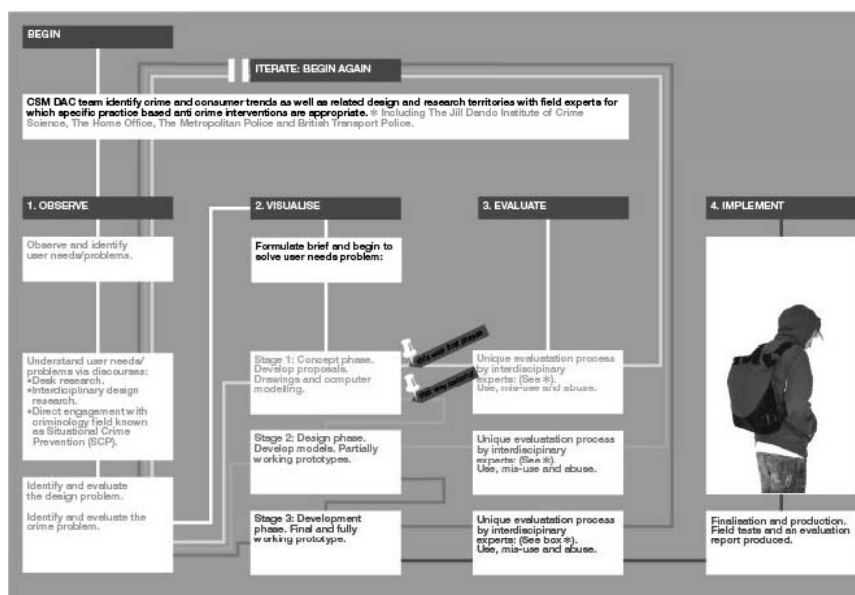 BEGIN
ITERATE: BEGIN AGAIN
CSM DAC team identify crime and consumer trends as well as related design and research territories with field experts for
which specific practice based anti crime interventions are appropriate. * Including The Jill Dando Institute of Crime
Science, The Home Office, The Metropolitan Police and British Transport Police.
1. OBSERVE
Observe and identify
user needs/problems.
Understand user needs/
problems via discourses:
•Desk research.
•Interdiciplinary design
research.
•Direct engagement with
criminology field known
as Situational Crime
Prevention (SCP).
Identify and evaluate
the design problem.
Identify and evaluate the
crime problem.
2. VISUALISE
Formulate brief and begin to
solve user needs problem:
Stage 1: Concept phase.
Develop proposals.
Drawings and computer
modelling.
Stage 2: Design phase.
Develop models. Partially
working prototypes.
Stage 3: Development
phase. Final and fully
working prototype.
this way first phase
this way second
3. EVALUATE
Unique evaluatation process
by interdiscipinary
experts: (See *).
Use, mis-use and abuse.
Unique evaluatation process
by interdiscipinary
experts: (See *).
Use, mis-use and abuse.
Unique evaluatation process
by interdiscipinary
experts: (See box *).
Use, mis-use and abuse.
4. IMPLEMENT
Finalisation and production.
Field tests and an evaluation
report produced.